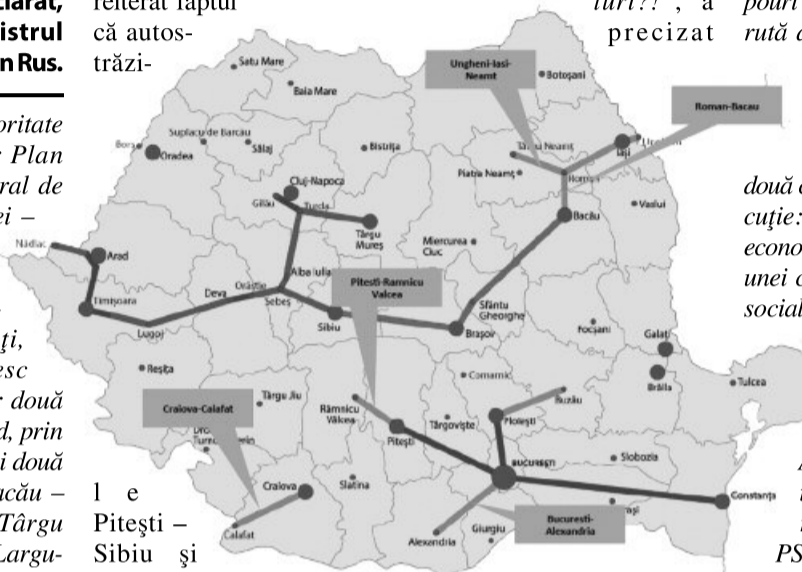 clarat,
istrul
n Rus.
oritate
Plan
ral de
ei –
ţi,
esc
două
d, prin
i două
acău –
Târgu
Largu-
reiterat faptul
că autos-
trăzi-
l e
Piteşti –
Sibiu şi
turi?!”, a
precizat
pouri
rută
două
cuţie:
econo
unei
social
PS
Satu Mare
Baia Mare
Botoşani
Ungheni-Iasi-
Neamt
Roman-Bacau
Suplacu de Barcău
Oradea
Sălaj
Bistriţa
Iaşi
Piatra Neamţ
Cluj-Napoca
Gilău
Turda
Târgu
Mureş
Vaslui
Bacău
Miercurea
Ciuc
Nădlac
Arad
Alba Iulia
Pitesti-Ramnicu
Valcea
Timişoara
Deva
Orăştie
Sebeş
Sibiu
Sfântu
Gheorghe
Braşov
Focşani
Galaţi
Lugoj
Reşiţa
Comarnic
Brăila
Tulcea
Craiova-Calafat
Târgu Jiu
Râmnicu
Vâlcea
Buzău
Târgovişte
Ploieşti
Piteşti
BUCUREŞTI
Slobozia
Craiova
Slatina
Constanţa
Bucuresti-
Alexandria
Calafat
Alexandria
Giurgiu